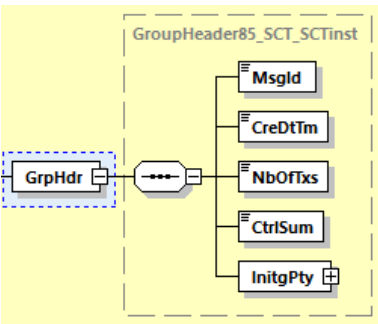 GroupHeader85_SCT_SCTinst
MsgId
CreDtTm
GrpHdr
NbOfTxs
CtrlSum
InitgPty